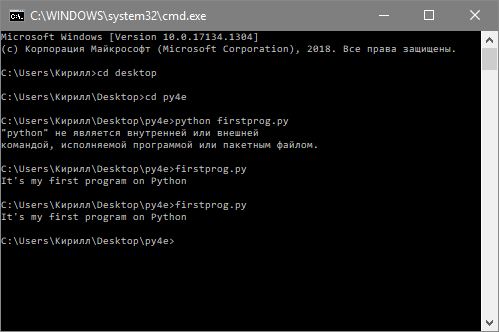 C:\WINDOWS\system32\cmd.exe
Microsoft Windows [Version 10.0.17134.1304]
(c) Корпорация Майкрософт (Microsoft Corporation), 2018. Все права защищены.
C:\Users\Кирилл>cd desktop
C:\Users\Кирилл\Desktop>cd py4e
C:\Users\Кирилл\Desktop\py4e>python firstprog.py
"python" не является внутренней или внешней
командой, исполняемой программой или пакетным файлом.
C:\Users\Кирилл\Desktop\py4e>firstprog.py
It's my first program on Python
C:\Users\Кирилл\Desktop\py4e>firstprog.py
It's my first program on Python
C:\Users\Кирилл\Desktop\py4e>